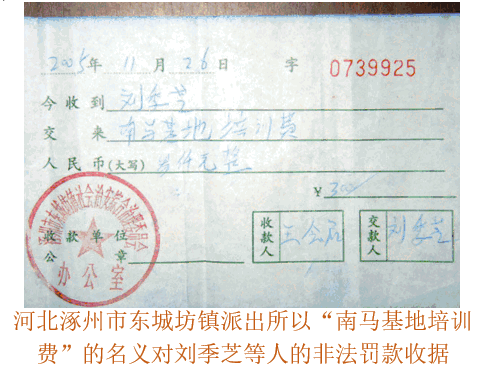 2005年 11月 26日 字 0739925
今收到 刘季芝
交来 南马基地培训费
人民币(大写) 仟元整
¥
收款单位
公章
收款人 王
交款人 刘季芝
办公室
河北涿州市东城坊镇派出所以“南马基地培训
费”的名义对刘季芝等人的非法罚款收据